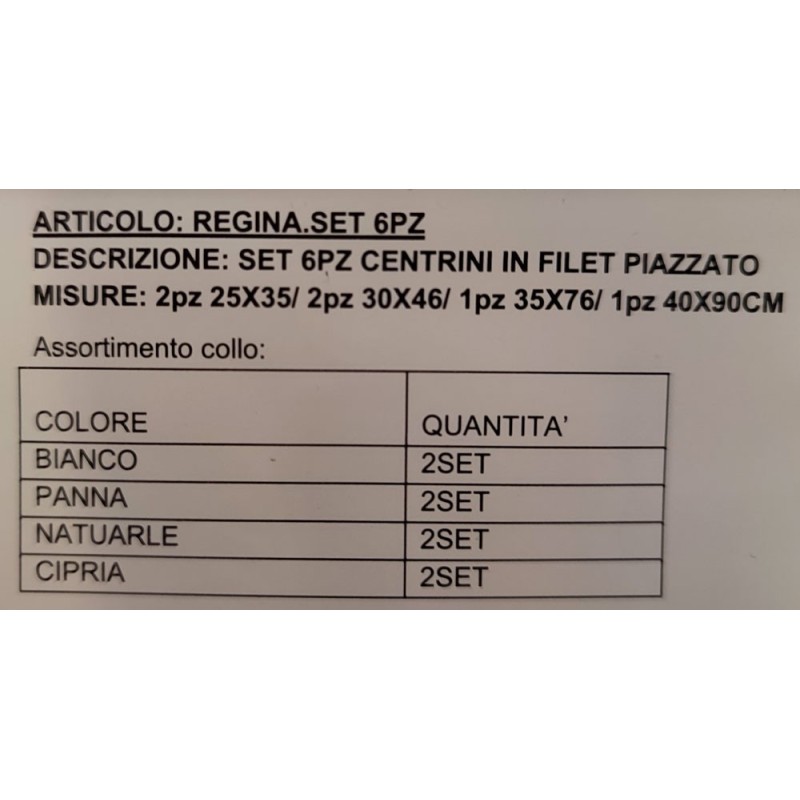 ARTICOLO: REGINA.SET 6PZ
DESCRIZIONE: SET 6PZ CENTRINI IN FILET PIAZZATO
MISURE: 2pz 25X35/ 2pz 30X46/ 1pz 35X76/ 1pz 40X90CM
Assortimento collo:
COLORE QUANTITA'
BIANCO 2SET
PANNA 2SET
NATUARLE 2SET
CIPRIA 2SET